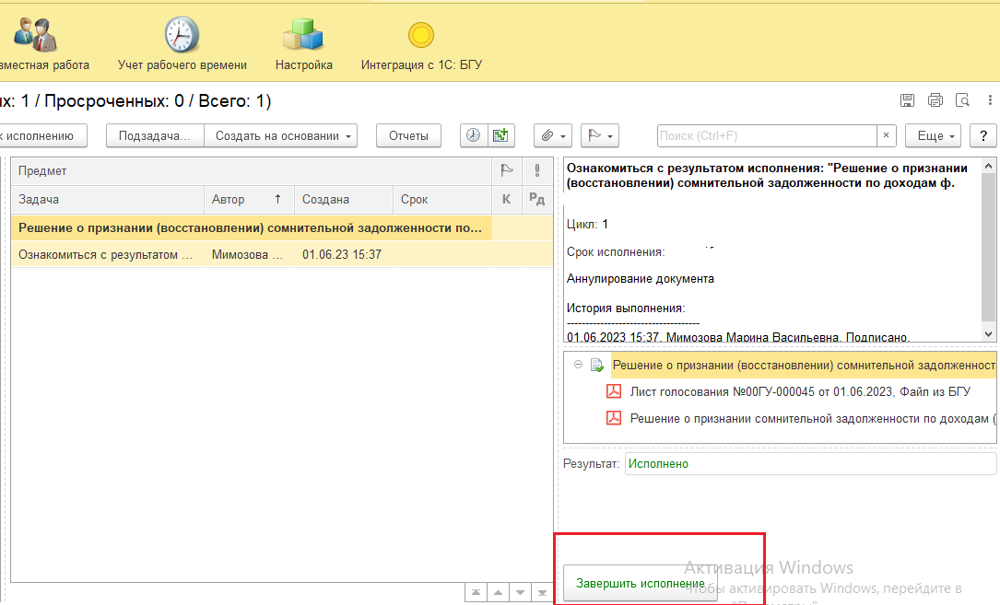 вместная работа
Учет рабочего времени
Настройка
Интеграция с 1С: БГУ
х: 1 / Просроченных: 0 / Всего: 1)
к исполнению
Подзадача...
Создать на основании
Отчеты
Поиск (Ctrl+F)
×
Еще
?
Предмет
Задача
Автор ↑
Создана
Срок
К
Рд
Решение о признании (восстановлении) сомнительной задолженности по...
Ознакомиться с результатом ...
Мимозова ...
01.06.23 15:37
Ознакомиться с результатом исполнения: "Решение о признании
(восстановлении) сомнительной задолженности по доходам ф.
Цикл: 1
Срок исполнения:
Аннулирование документа
История выполнения:
------------------------------------
01.06.2023 15:37, Мимозова Марина Васильевна, Подписано.
Решение о признании (восстановлении) сомнительной задолженност
Лист голосования №00ГУ-000045 от 01.06.2023, Файл из БГУ
Решение о признании сомнительной задолженности по доходам (
Результат:
Исполнено
Завершить исполнение
Активация Windows
Чтобы активировать Windows, перейдите в
"Параметры".